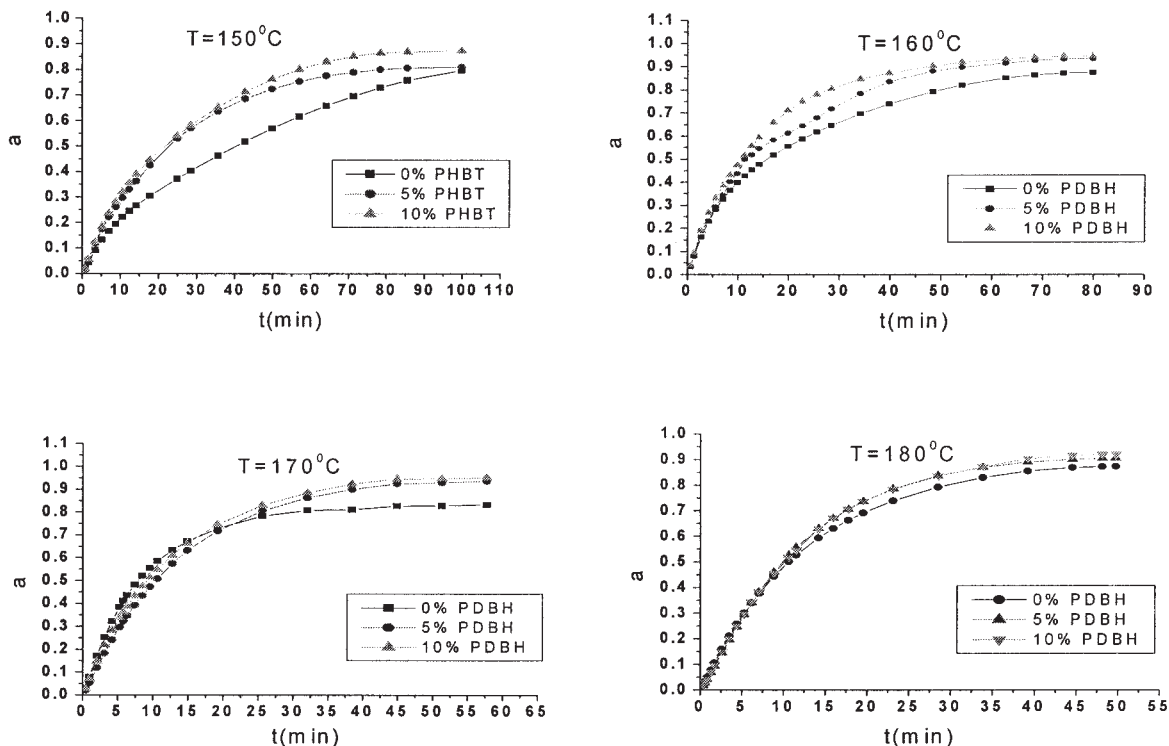 T=150⁰C
a
1.0
0.9
0.8
0.7
0.6
0.5
0.4
0.3
0.2
0.1
0.0
0% PHBT
5% PHBT
10% PHBT
0 10 20 30 40 50 60 70 80 90 100 110
t(min)
T=160⁰C
a
1.1
1.0
0.9
0.8
0.7
0.6
0.5
0.4
0.3
0.2
0.1
0.0
0% PDBH
5% PDBH
10% PDBH
0 10 20 30 40 50 60 70 80 90
t(min)
T=170⁰C
a
1.1
1.0
0.9
0.8
0.7
0.6
0.5
0.4
0.3
0.2
0.1
0.0
0% PDBH
5% PDBH
10% PDBH
0 5 10 15 20 25 30 35 40 45 50 55 60 65
t(min)
T=180⁰C
a
1.0
0.9
0.8
0.7
0.6
0.5
0.4
0.3
0.2
0.1
0.0
0% PDBH
5% PDBH
10% PDBH
0 5 10 15 20 25 30 35 40 45 50 55
t(min)